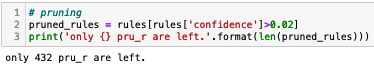 1 # pruning
2 pruned_rules = rules[rules['confidence']>0.02]
3 print('only {} pru_r are left.'.format(len(pruned_rules)))
only 432 pru_r are left.